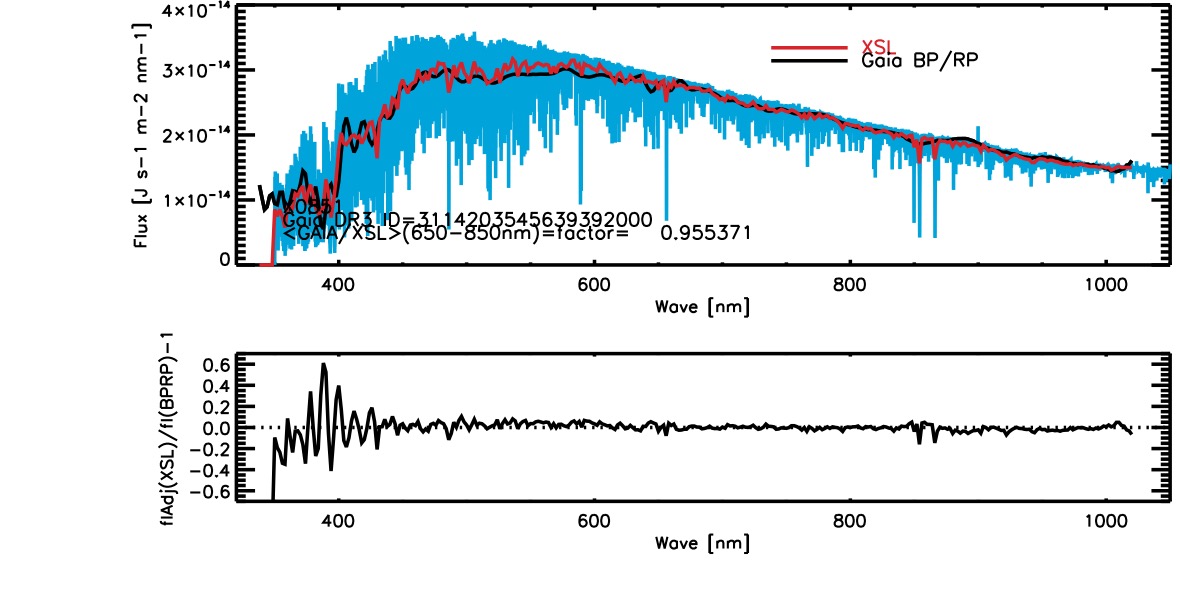 4×10−14
3×10−14
2×10−14
1×10−14
0
Flux [J s−1 m−2 nm−1]
XSL
Gaia BP/RP
X0851
Gaia DR3 ID=3114203545639392000
<GAIA/XSL>(650−850nm)=factor= 0.955371
400 600 800 1000
Wave [nm]
flAdj(XSL)/fl(BPRP)−1
0.6
0.4
0.2
0.0
−0.2
−0.4
−0.6
400 600 800 1000
Wave [nm]